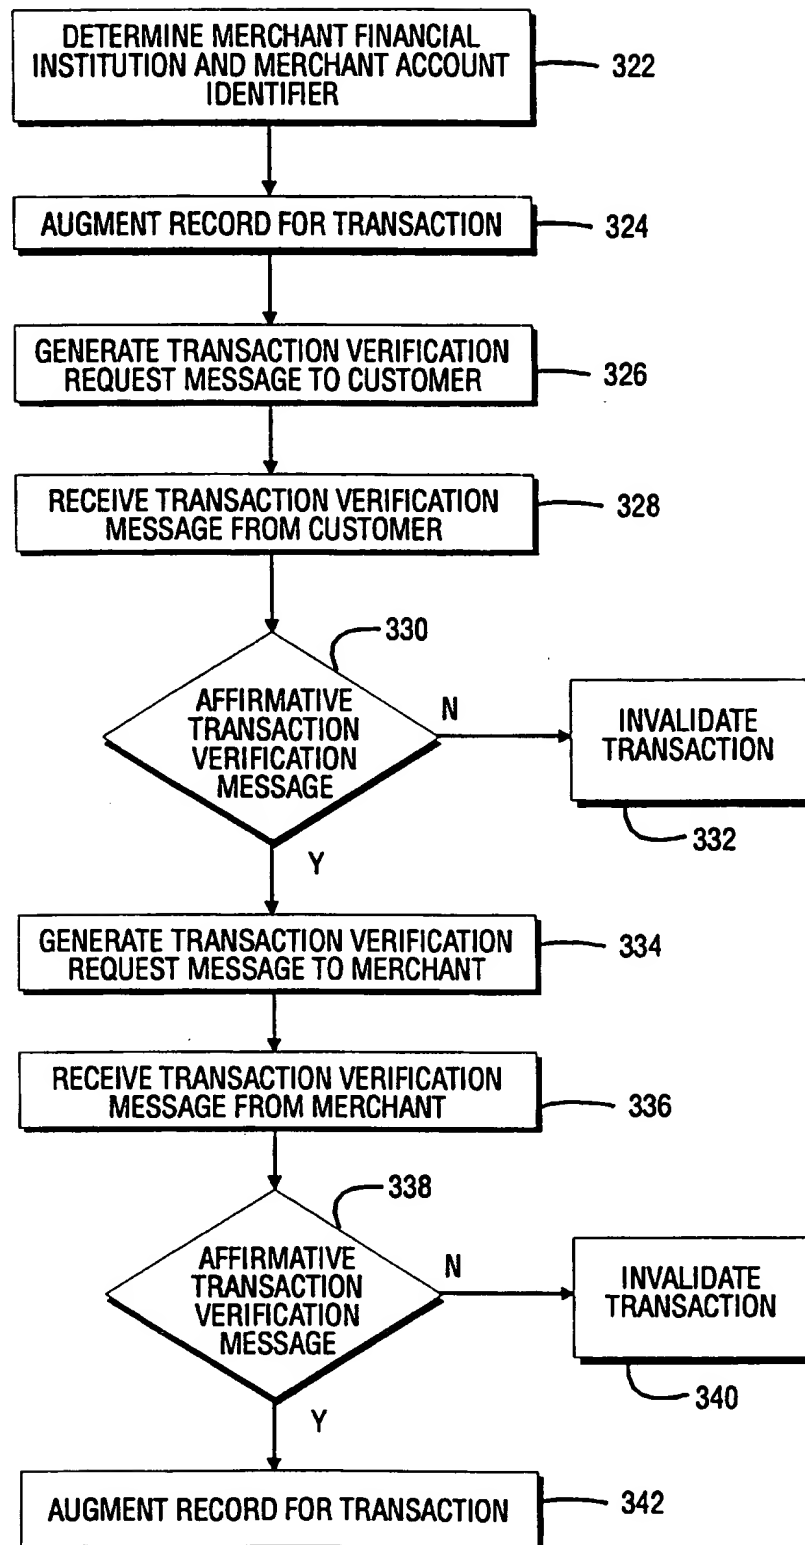 DETERMINE MERCHANT FINANCIAL
INSTITUTION AND MERCHANT ACCOUNT
IDENTIFIER
322
AUGMENT RECORD FOR TRANSACTION
324
GENERATE TRANSACTION VERIFICATION
REQUEST MESSAGE TO CUSTOMER
326
RECEIVE TRANSACTION VERIFICATION
MESSAGE FROM CUSTOMER
328
330
AFFIRMATIVE
TRANSACTION
VERIFICATION
MESSAGE
N
INVALIDATE
TRANSACTION
332
Y
GENERATE TRANSACTION VERIFICATION
REQUEST MESSAGE TO MERCHANT
334
RECEIVE TRANSACTION VERIFICATION
MESSAGE FROM MERCHANT
336
338
AFFIRMATIVE
TRANSACTION
VERIFICATION
MESSAGE
N
INVALIDATE
TRANSACTION
340
Y
AUGMENT RECORD FOR TRANSACTION
342